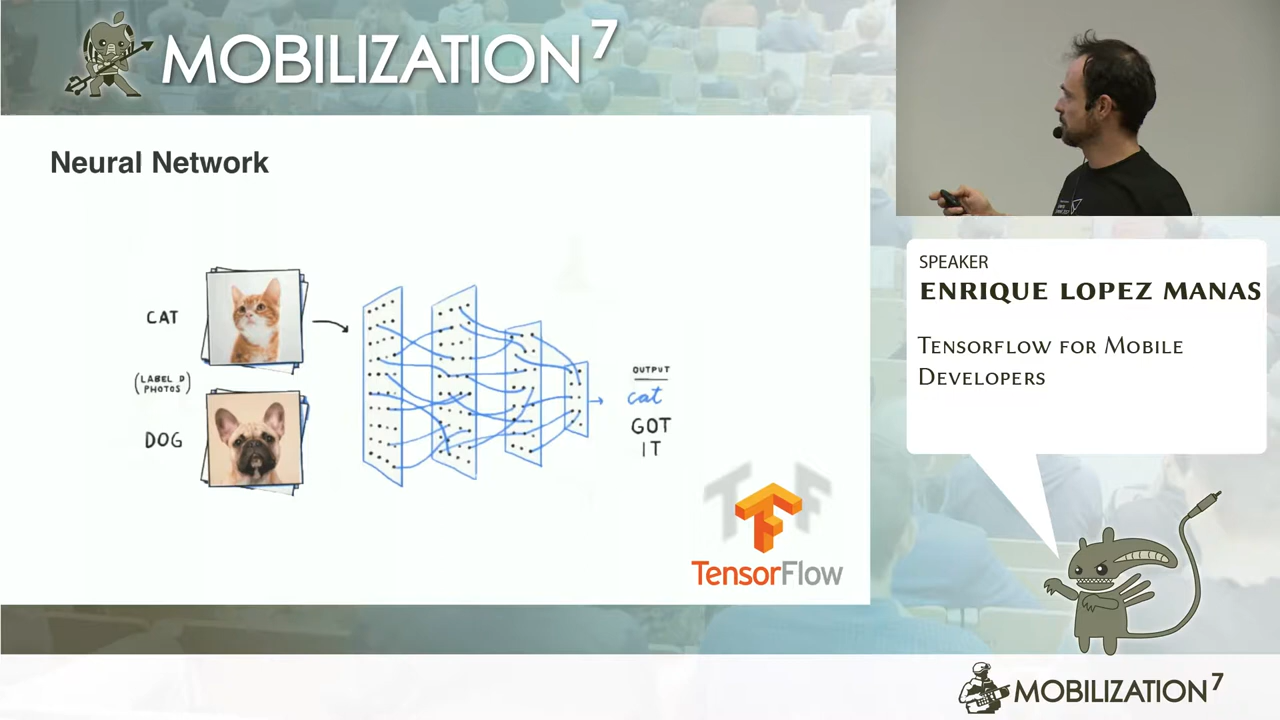 MOBILIZATION 7
Neural Network
CAT
(LABEL'D
PHOTOS)
DOG
OUTPUT
cat
GOT
IT
TensorFlow
SPEAKER
ENRIQUE LOPEZ MANAS
TENSORFLOW FOR MOBILE
DEVELOPERS
MOBILIZATION 7